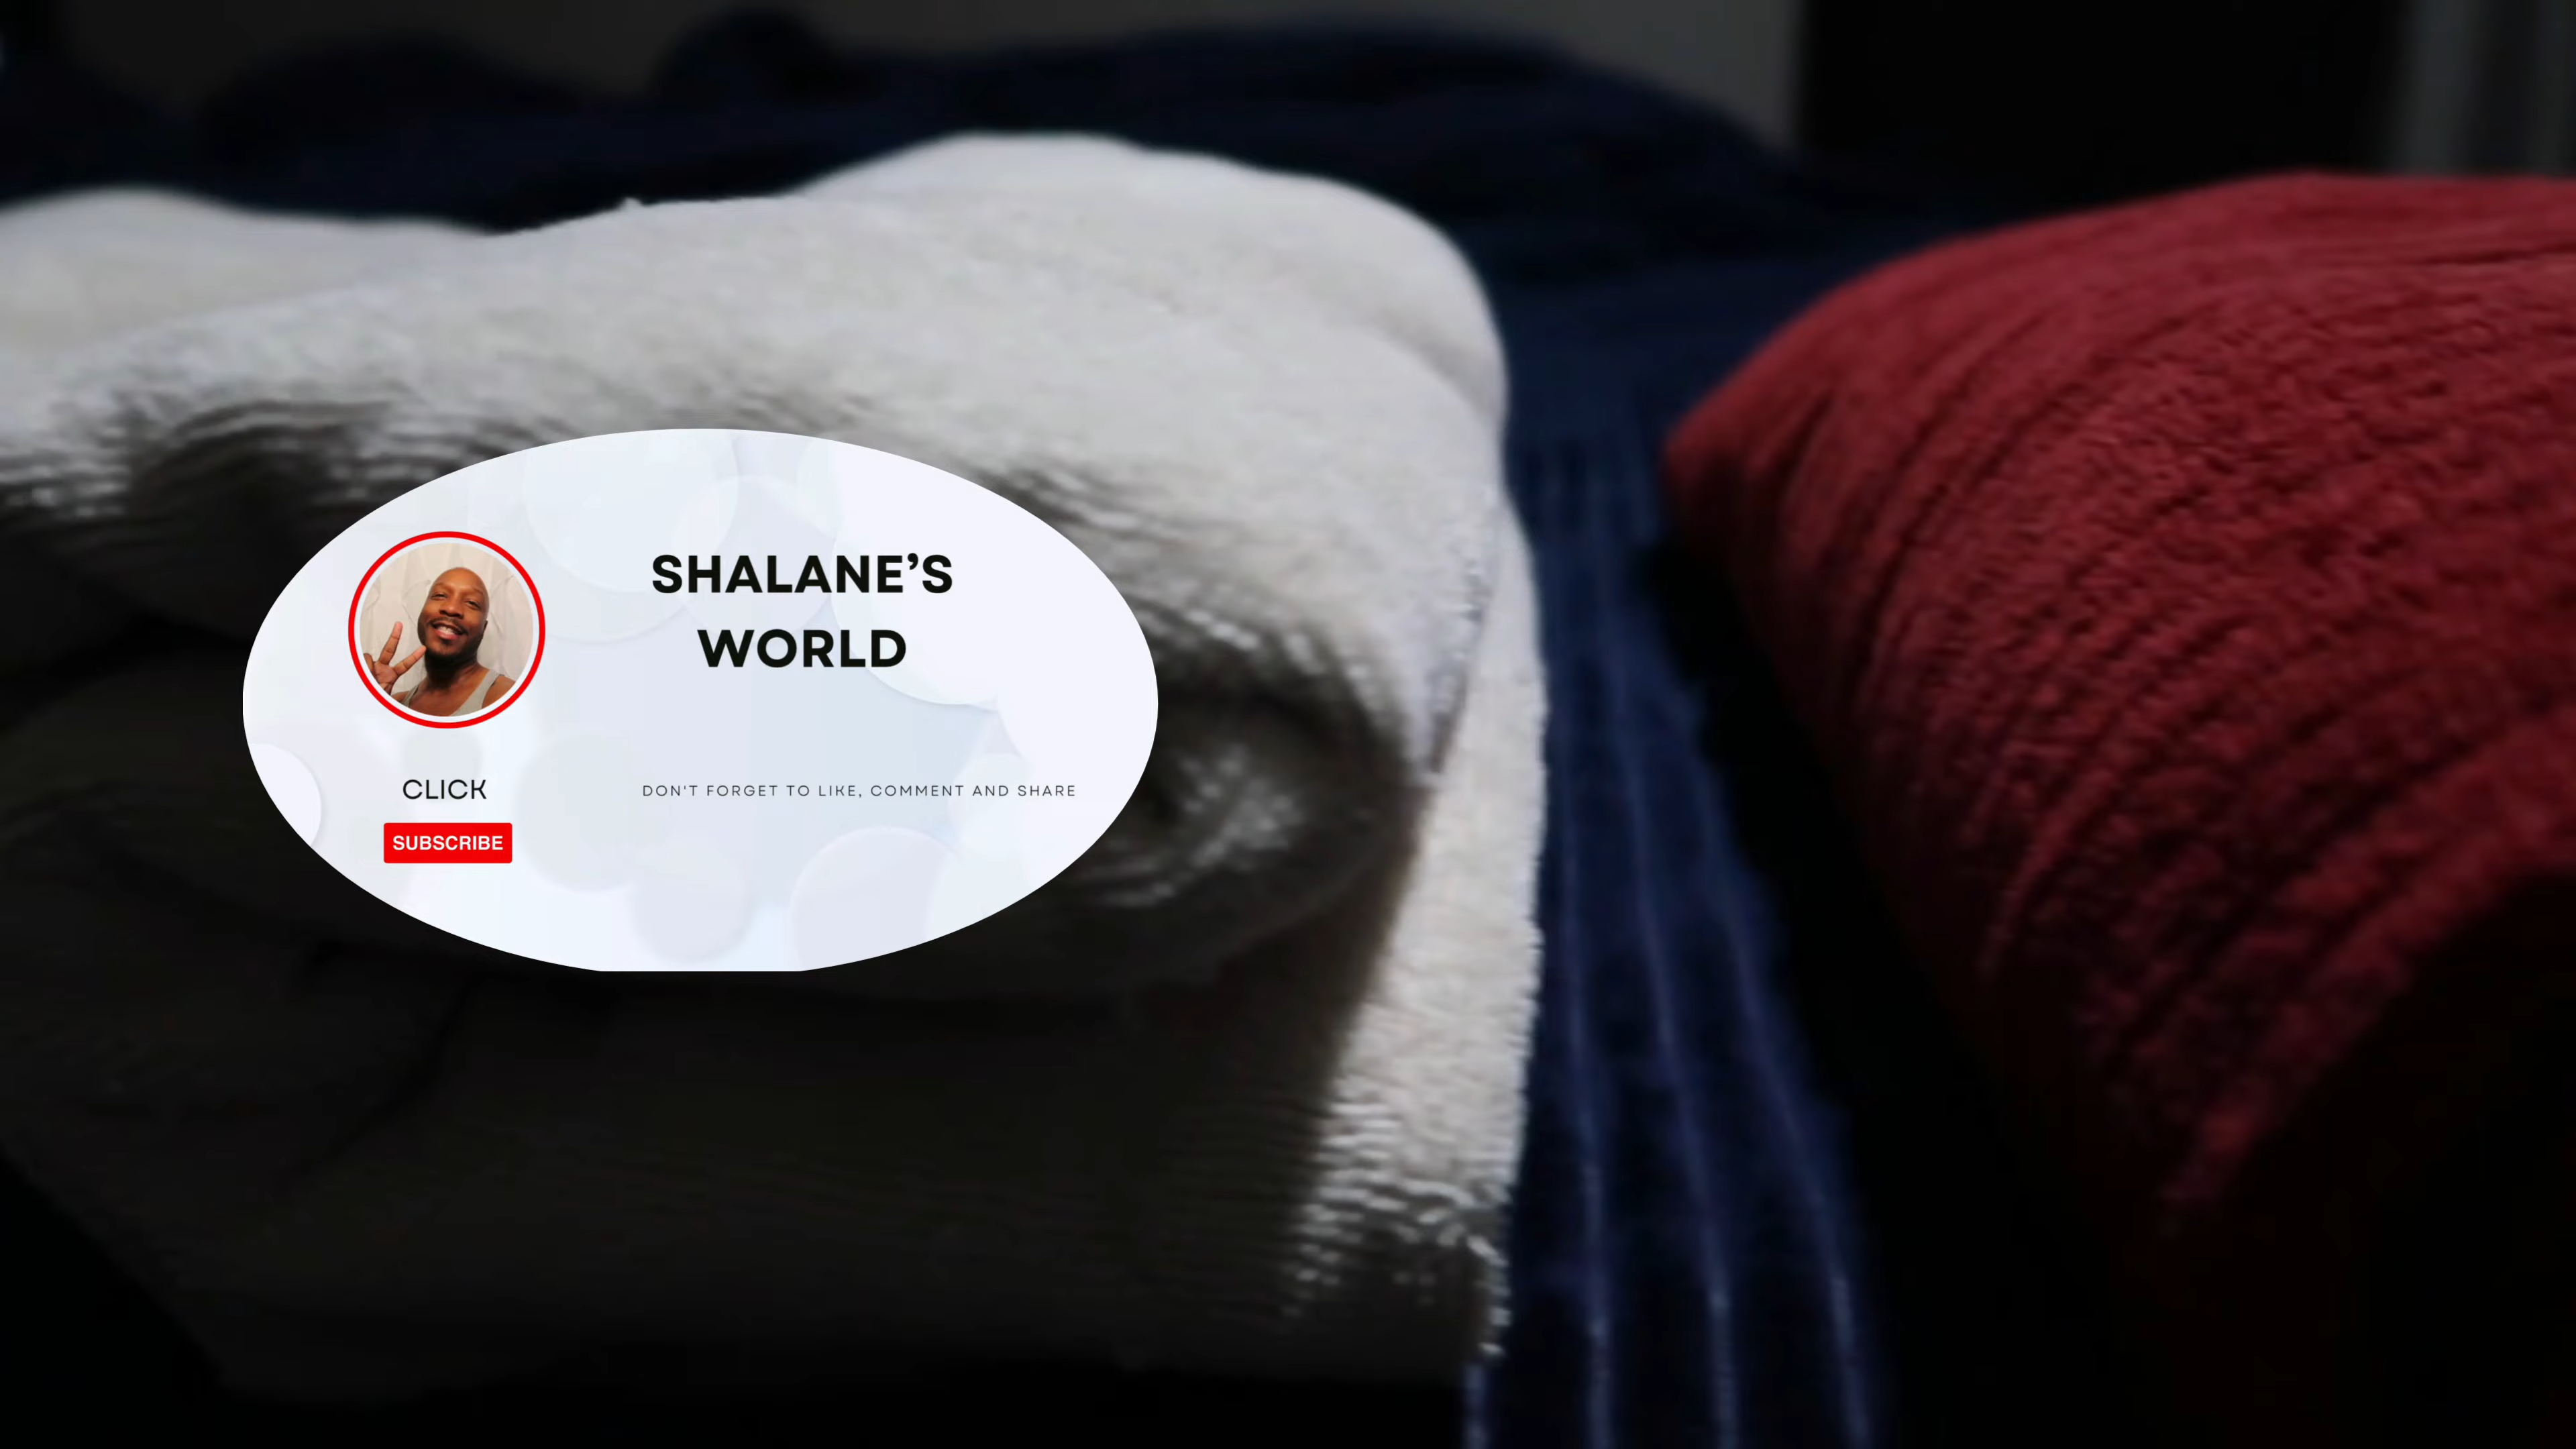 SHALANE’S
WORLD
CLICK
DON'T FORGET TO LIKE, COMMENT AND SHARE
SUBSCRIBE